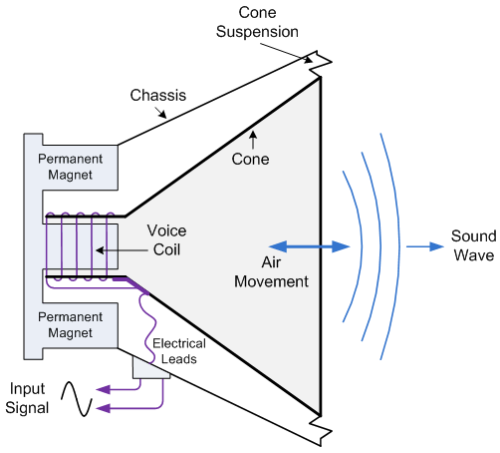 Cone
Suspension
Chassis
Permanent
Magnet
Cone
Voice
Coil
Air
Movement
Sound
Wave
Permanent
Magnet
Electrical
Leads
Input
Signal